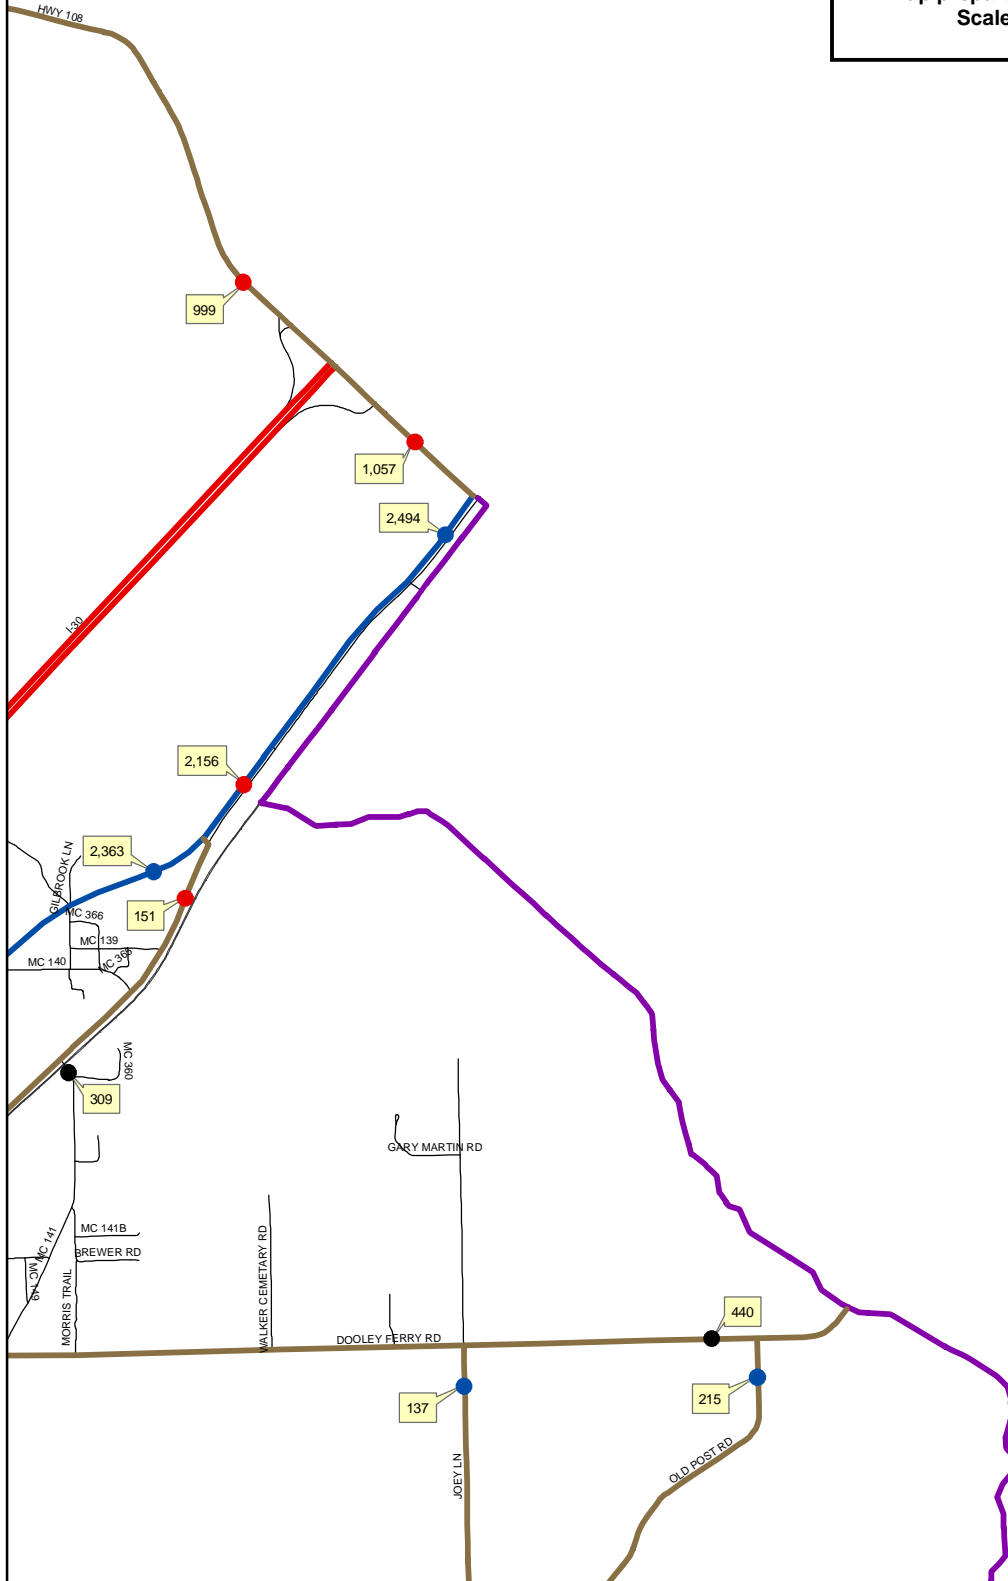 Scale
HWY 108
999
1,057
2,494
I-30
2,156
2,363
GILBROOK LN
151
MC 366
MC 139
MC 140
MC 360
309
GARY MARTIN RD
MC 141B
MC 141
BREWER RD
MC 149
MORRIS TRAIL
WALKER CEMETARY RD
440
DOOLEY FERRY RD
137
215
JOEY LN
OLD POST RD